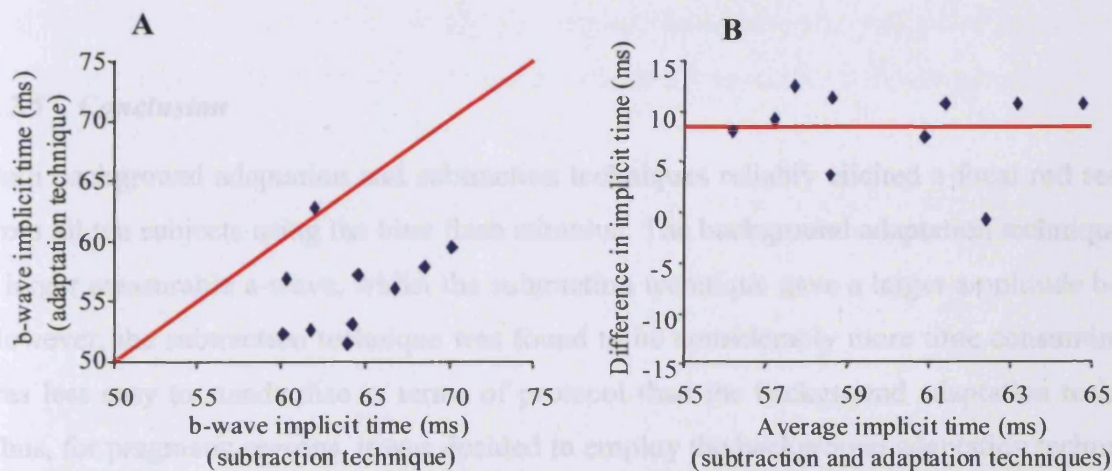 A
b-wave implicit time (ms)
(adaptation technique)
75
70
65
60
55
50
50 55 60 65 70 75
b-wave implicit time (ms)
(subtraction technique)
B
Difference in implicit time (ms)
15
10
5
0
-5
-10
-15
55 59 61 63 65
Average implicit time (ms)
(subtraction and adaptation techniques)
Conclusion
background adaptation and subtraction techniques reliably elicited a focal red
subjects using the blue flash stimulus. The background adaptation technique
larger measurable a-wave, whilst the subtraction technique gave a larger amplitude
however, the subtraction technique was found to be considerably more time consuming
less easy to standardise in terms of protocol than the background adaptation
for pragmatic reasons, it was decided to employ the background adaptation